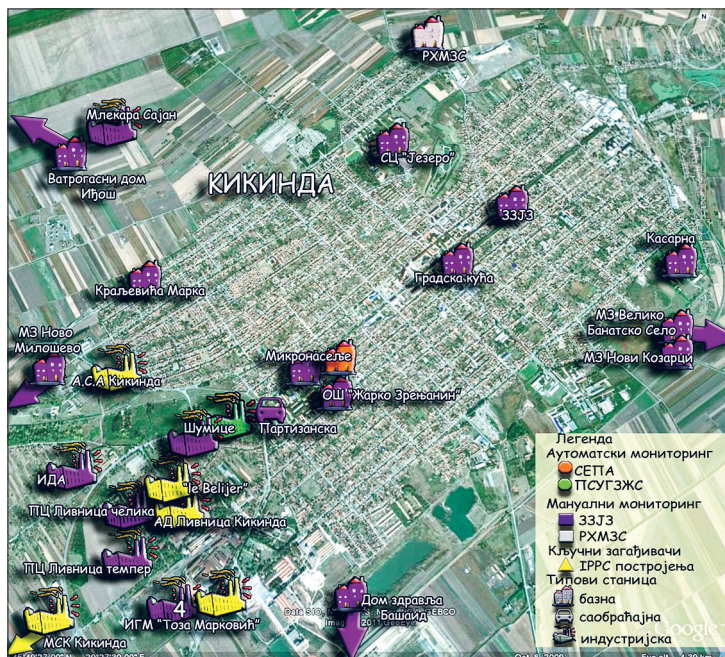 N
РХМЗС
Млекара Сајан
СЦ "Језеро"
Ватрогасни дом
Иђош
КИКИНДА
ЗЗЈЗ
Касарна
Градска кућа
Краљевића Марка
МЗ Велико
Банатско Село
МЗ Ново
Милошево
Микронасеље
МЗ Нови Козарци
А.С.А Кикинда
ОШ "Жарко Зрењанин"
Шумице
Партизанска
ИДА
"le Belijer"
ПЦ Ливница челика
АД Ливница Кикинда
ПЦ Ливница темпер
4
ИГМ "Тоза Марковић"
Дом здравља
Башаид
МСК Кикинда
Легенда
Аутоматски мониторинг
СЕПА
ПСУГЗЖС
Мануални мониторинг
ЗЗЈЗ
РХМЗС
Кључни загађивачи
IPPC постројења
Типови станица
базна
саобраћајна
индустријска
Google